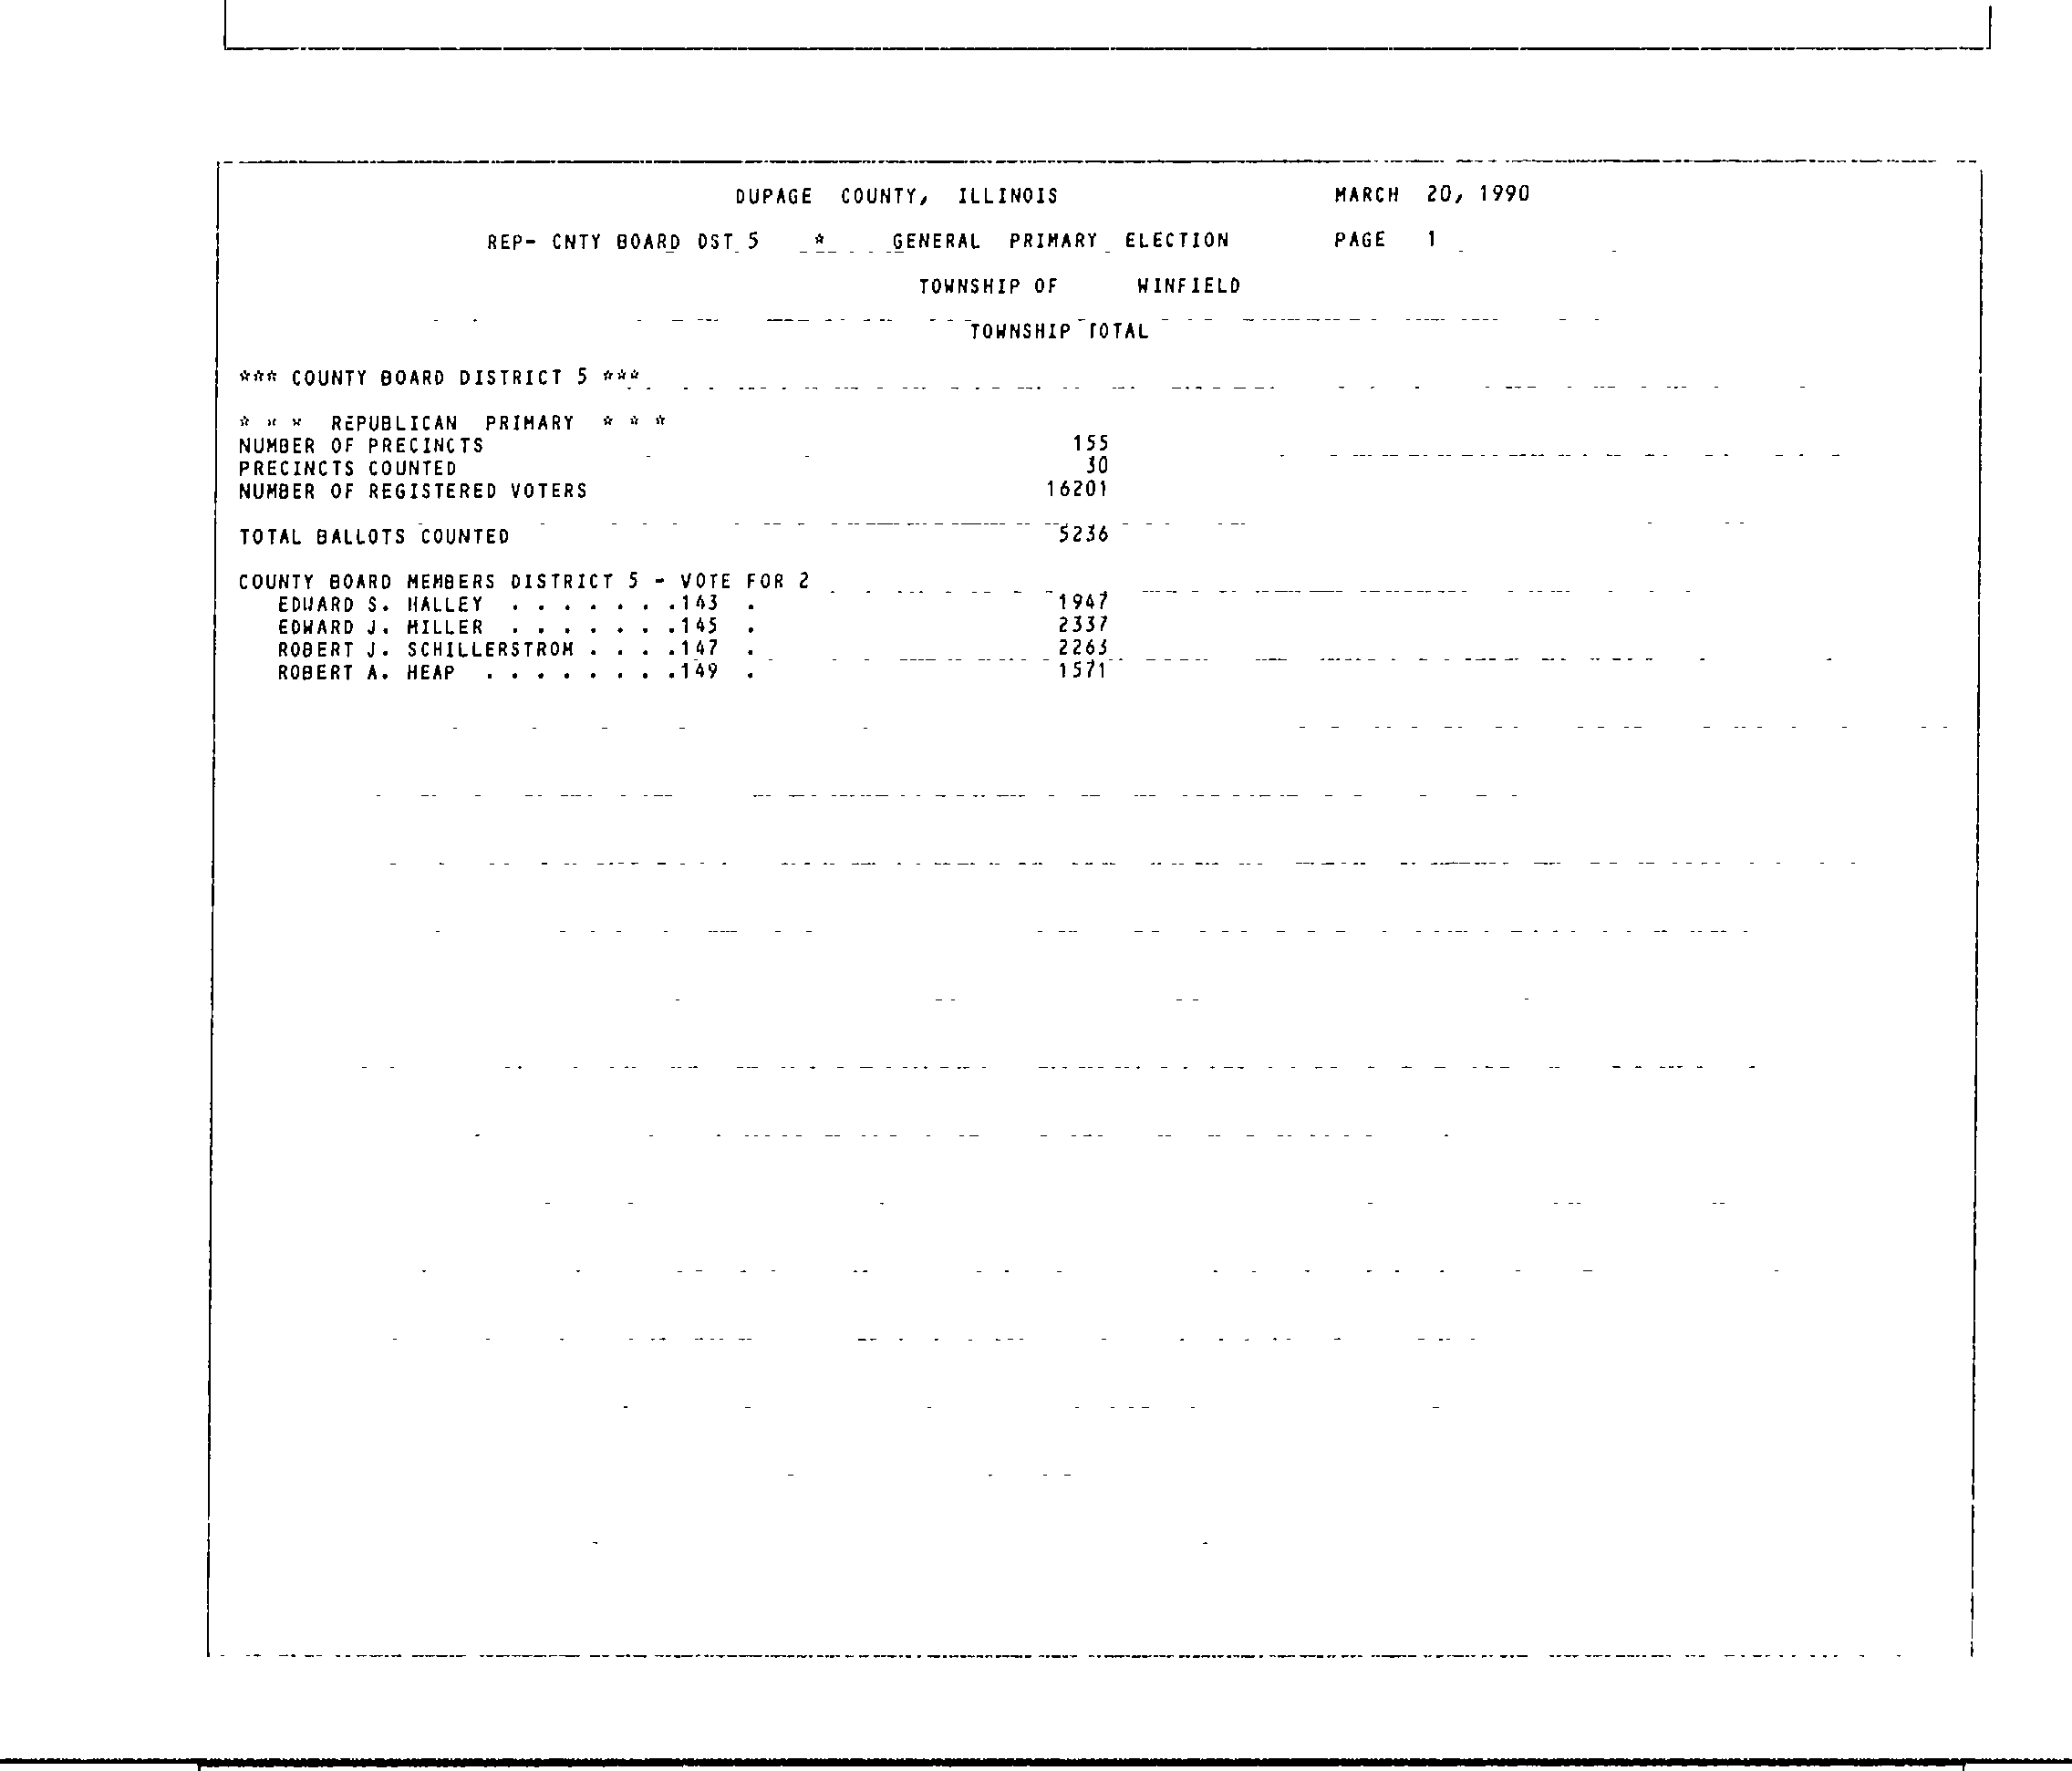 DUPAGE COUNTY, ILLINOIS MARCH 20, 1990
REP- CNTY BOARD DST 5 * GENERAL PRIMARY ELECTION PAGE 1
TOWNSHIP OF WINFIELD
TOWNSHIP TOTAL
*** COUNTY BOARD DISTRICT 5 ***
* * * REPUBLICAN PRIMARY * * *
NUMBER OF PRECINCTS 155
PRECINCTS COUNTED 30
NUMBER OF REGISTERED VOTERS 16201
TOTAL BALLOTS COUNTED 5236
COUNTY BOARD MEMBERS DISTRICT 5 - VOTE FOR 2
EDWARD S. HALLEY . . . . . . .143 . 1947
EDWARD J. MILLER . . . . . . .145 . 2337
ROBERT J. SCHILLERSTROM . . . .147 . 2263
ROBERT A. HEAP . . . . . . . .149 . 1571